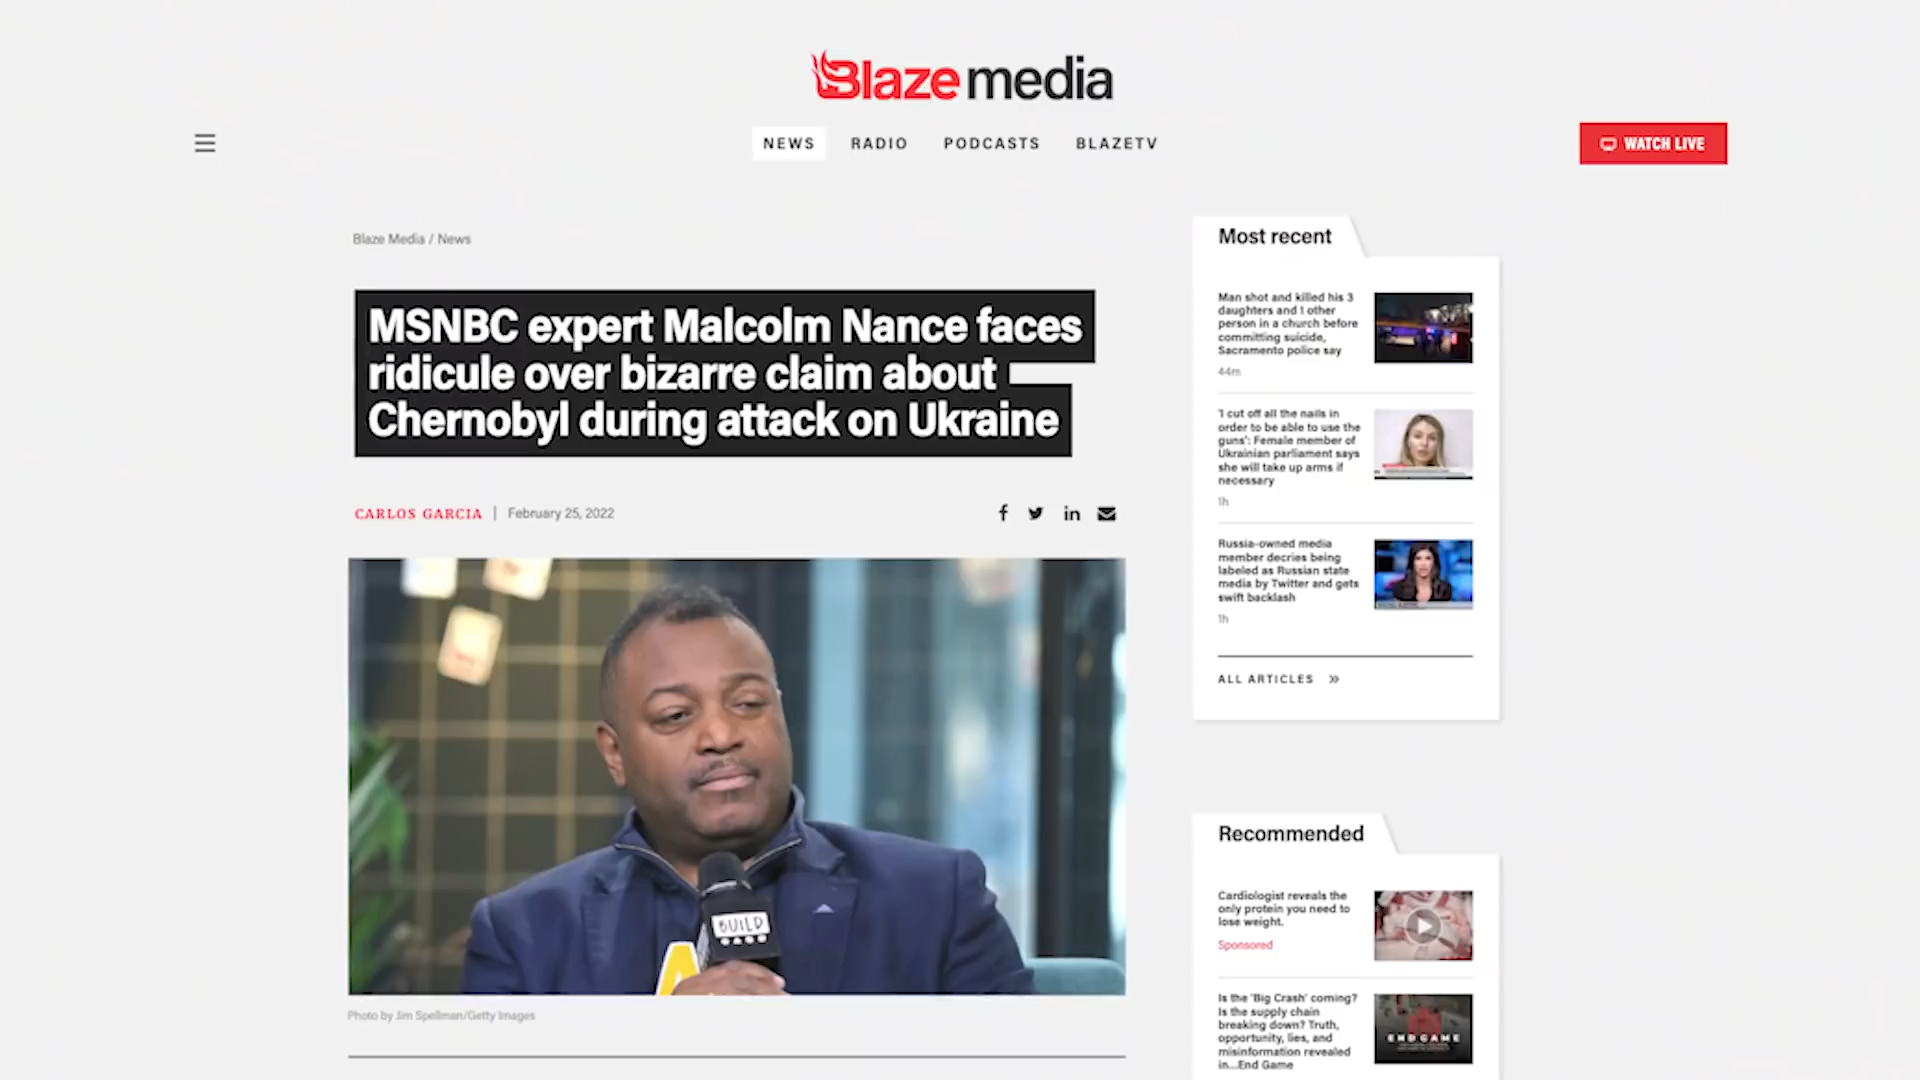 Blaze media
NEWS
RADIO
PODCASTS
BLAZETV
WATCH LIVE
Blaze Media / News
MSNBC expert Malcolm Nance faces
ridicule over bizarre claim about
Chernobyl during attack on Ukraine
CARLOS GARCIA | February 25, 2022
BUILD
Photo by Jim Spellman/Getty Images
Most recent
Man shot and killed his 3
daughters and 1 other
person in a church before
committing suicide,
Sacramento police say
44m
'I cut off all the nails in
order to be able to use the
guns': Female member of
Ukrainian parliament says
she will take up arms if
necessary
1h
Russia-owned media
member decries being
labeled as Russian state
media by Twitter and gets
swift backlash
1h
ALL ARTICLES »
Recommended
Cardiologist reveals the
only protein you need to
lose weight.
Sponsored
Is the 'Big Crash' coming?
Is the supply chain
breaking down? Truth,
opportunity, lies, and
misinformation revealed
in...End Game
END GAME